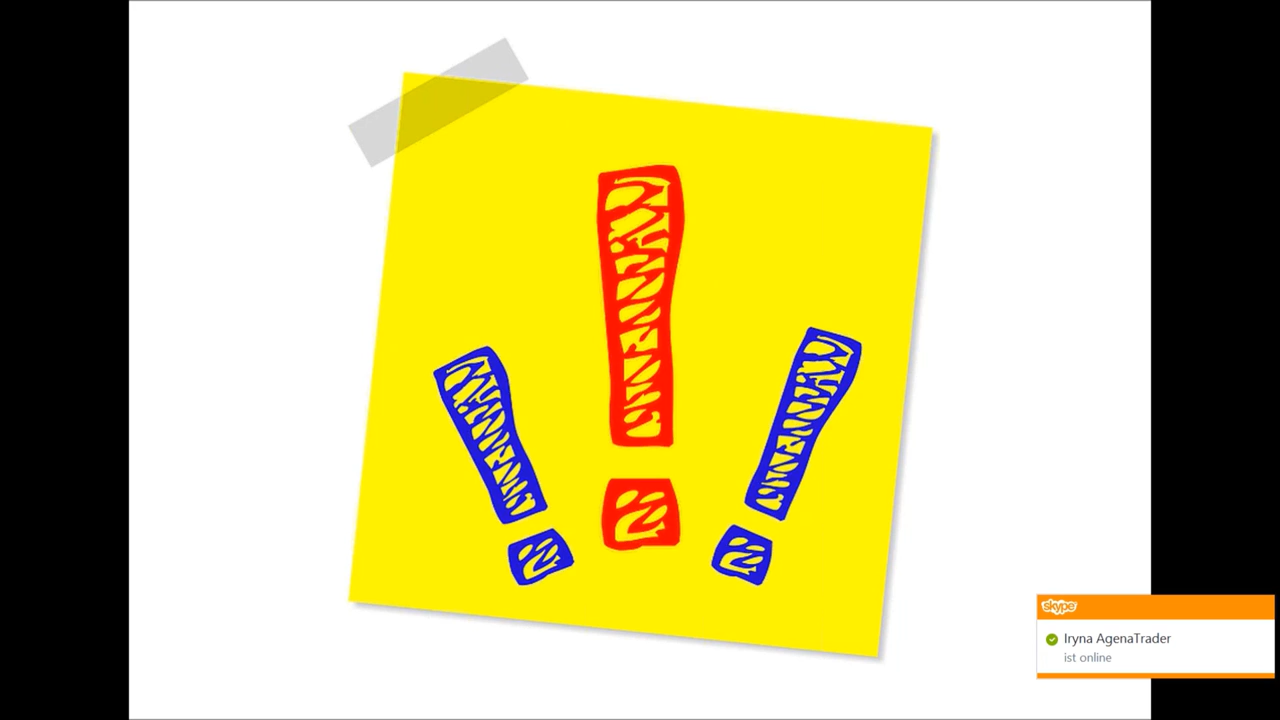 !
! !
skype
Iryna AgenaTrader
ist online